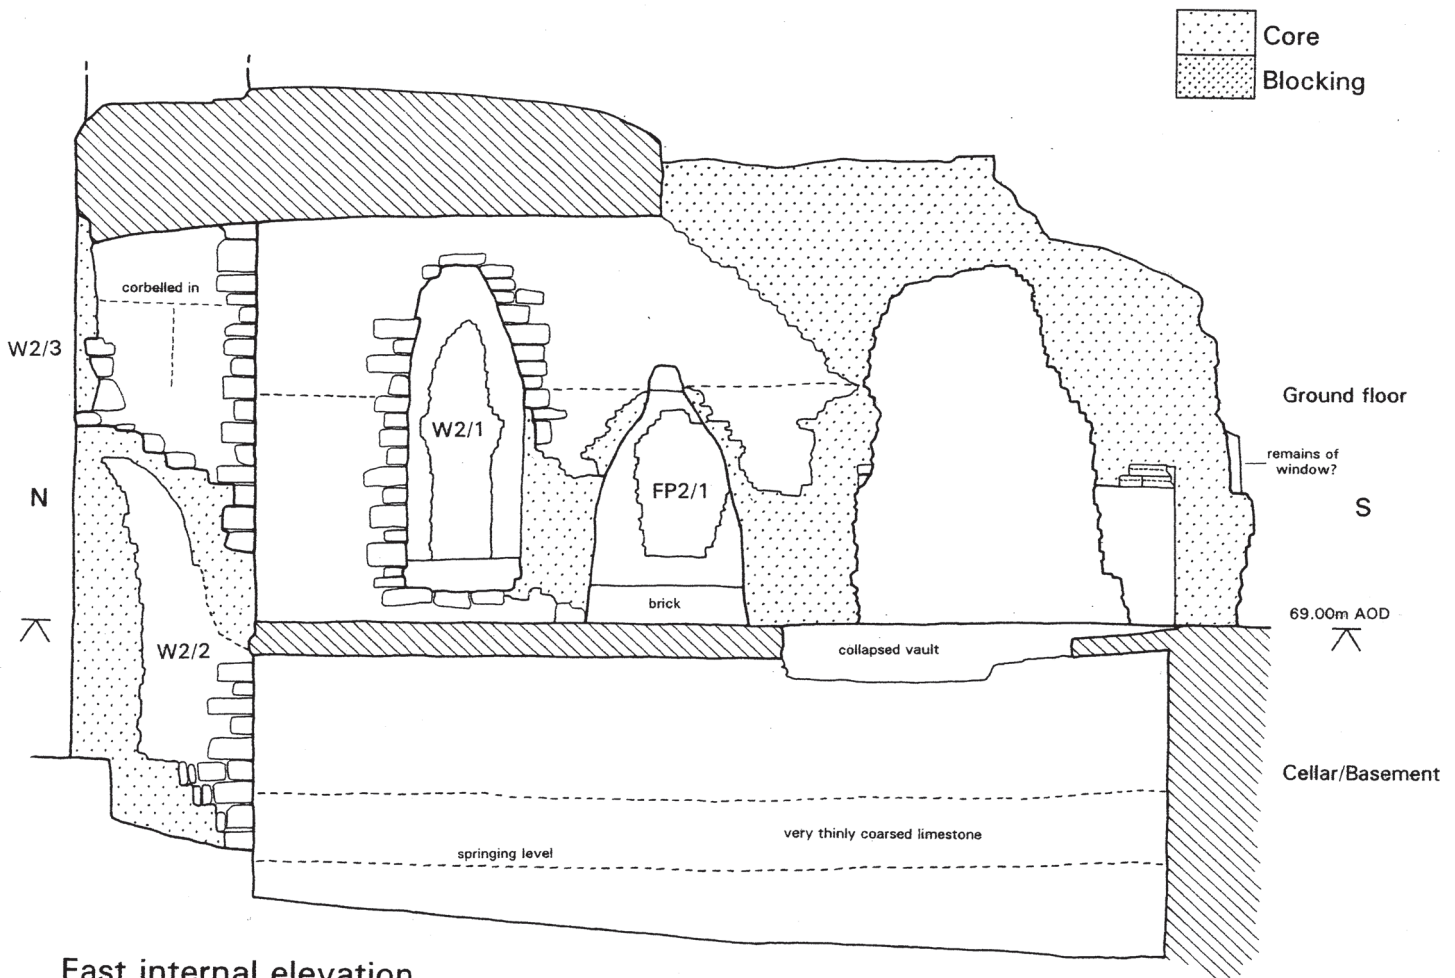 Core
Blocking
corbelled in
W2/3
Ground floor
W2/1
remains of
window?
N
FP2/1
S
brick
69.00m AOD
W2/2
collapsed vault
Cellar/Basement
very thinly coarsed limestone
springing level
East internal elevation